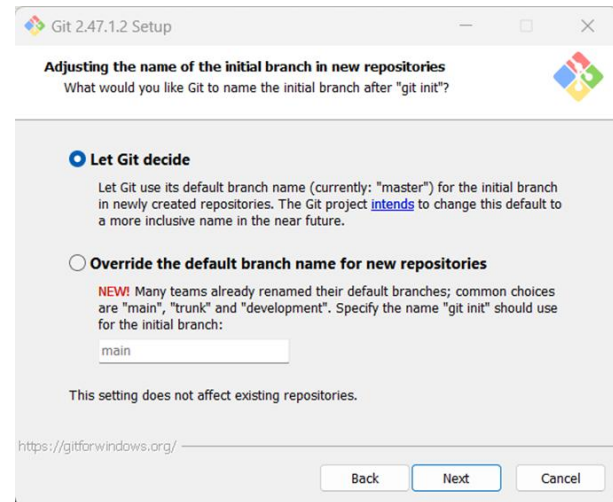 Git 2.47.1.2 Setup
Adjusting the name of the initial branch in new repositories
What would you like Git to name the initial branch after "git init"?
Let Git decide
Let Git use its default branch name (currently: "master") for the initial branch
in newly created repositories. The Git project intends to change this default to
a more inclusive name in the near future.
Override the default branch name for new repositories
NEW! Many teams already renamed their default branches; common choices
are "main", "trunk" and "development". Specify the name "git init" should use
for the initial branch:
main
This setting does not affect existing repositories.
https://gitforwindows.org/
Back Next Cancel